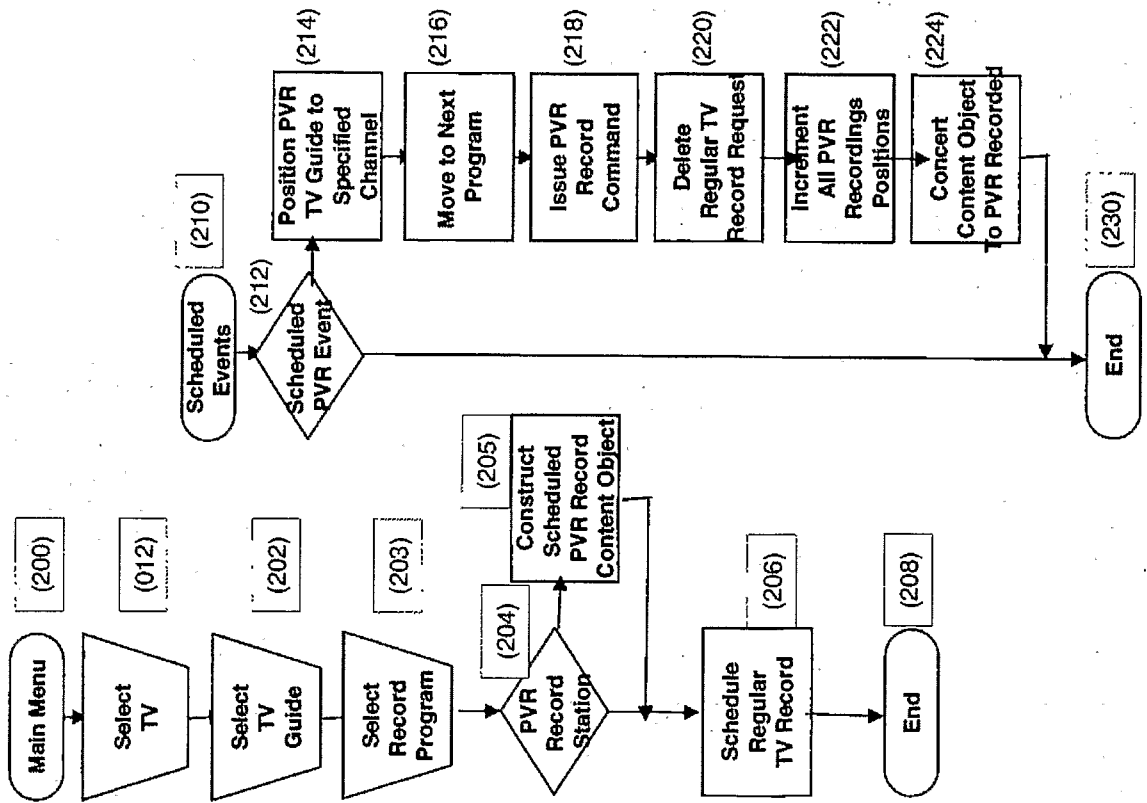 Main Menu
(200)
Select
TV
(012)
Select
TV
Guide
(202)
Select
Record
Program
(203)
PVR
Record
Station
(204)
Construct
Scheduled
PVR Record
Content Object
(205)
Schedule
Regular
TV Record
(206)
End
(208)
Scheduled
Events
(210)
Scheduled
PVR Event
(212)
Position PVR
TV Guide to
Specified
Channel
(214)
Move to Next
Program
(216)
Issue PVR
Record
Command
(218)
Delete
Regular TV
Record Request
(220)
Increment
All PVR
Recordings
Positions
(222)
Concert
Content Object
To PVR Recorded
(224)
End
(230)